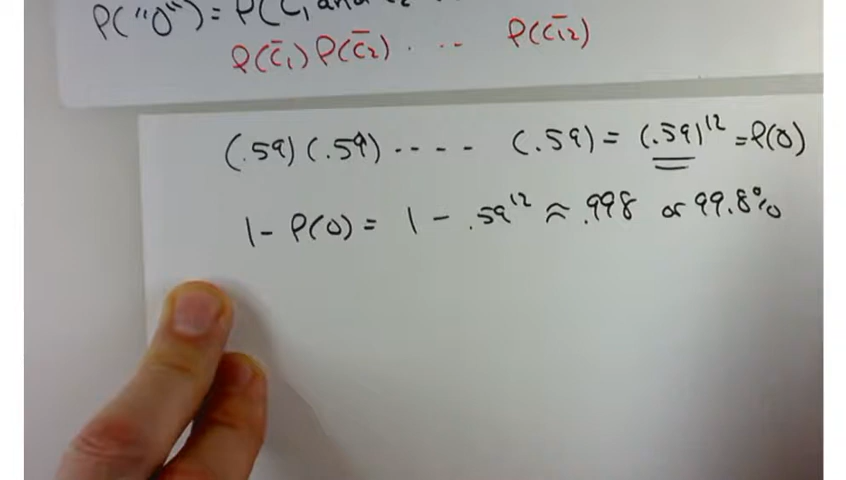 P("0") = P(C̄₁ and
P(C̄₁) P(C̄₂) . .. P(C̄₁₂)
(.59) (.59) ---- (.59) = (.59)¹² = P(0)
1 - P(0) = 1 - .59¹² ≈ .998 or 99.8%